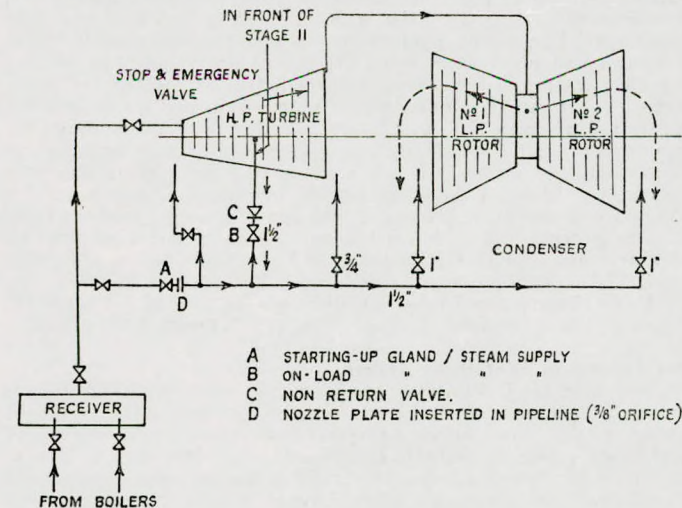 IN FRONT OF
STAGE II
STOP & EMERGENCY
VALVE
H.P. TURBINE
Nº 1
L.P.
ROTOR
Nº 2
L.P.
ROTOR
C
B
1½"
A
D
¾"
1"
1"
1½"
CONDENSER
A STARTING-UP GLAND / STEAM SUPPLY
B ON-LOAD " " "
C NON RETURN VALVE.
D NOZZLE PLATE INSERTED IN PIPELINE (3/8" ORIFICE)
RECEIVER
FROM BOILERS